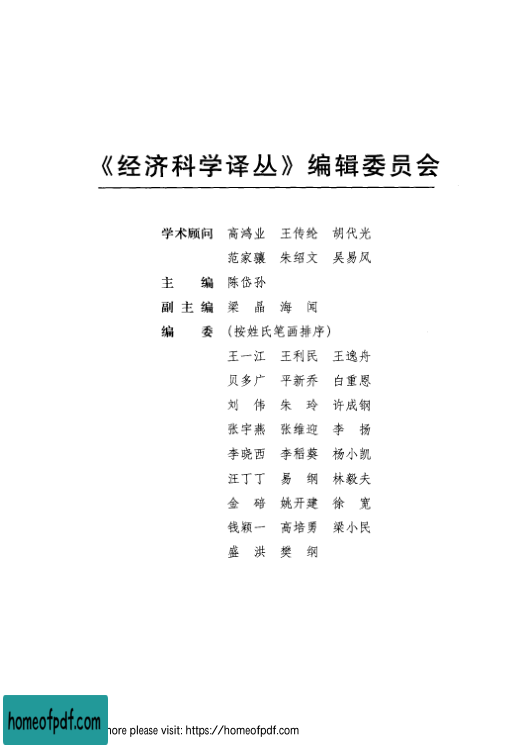 《经济科学译丛》编辑委员会
学术顾问 高鸿业 王传纶 胡代光
范家骧 朱绍文 吴易风
主 编 陈岱孙
副主编 梁 晶 海 闻
编 委 (按姓氏笔画排序)
王一江 王利民 王逸舟
贝多广 平新乔 白重恩
刘 伟 朱 玲 许成钢
张宇燕 张维迎 李 扬
李晓西 李稻葵 杨小凯
汪丁丁 易 纲 林毅夫
金 碚 姚开建 徐 宽
钱颖一 高培勇 梁小民
盛 洪 樊 纲
homeofpdf.com
more please visit: https://homeofpdf.com